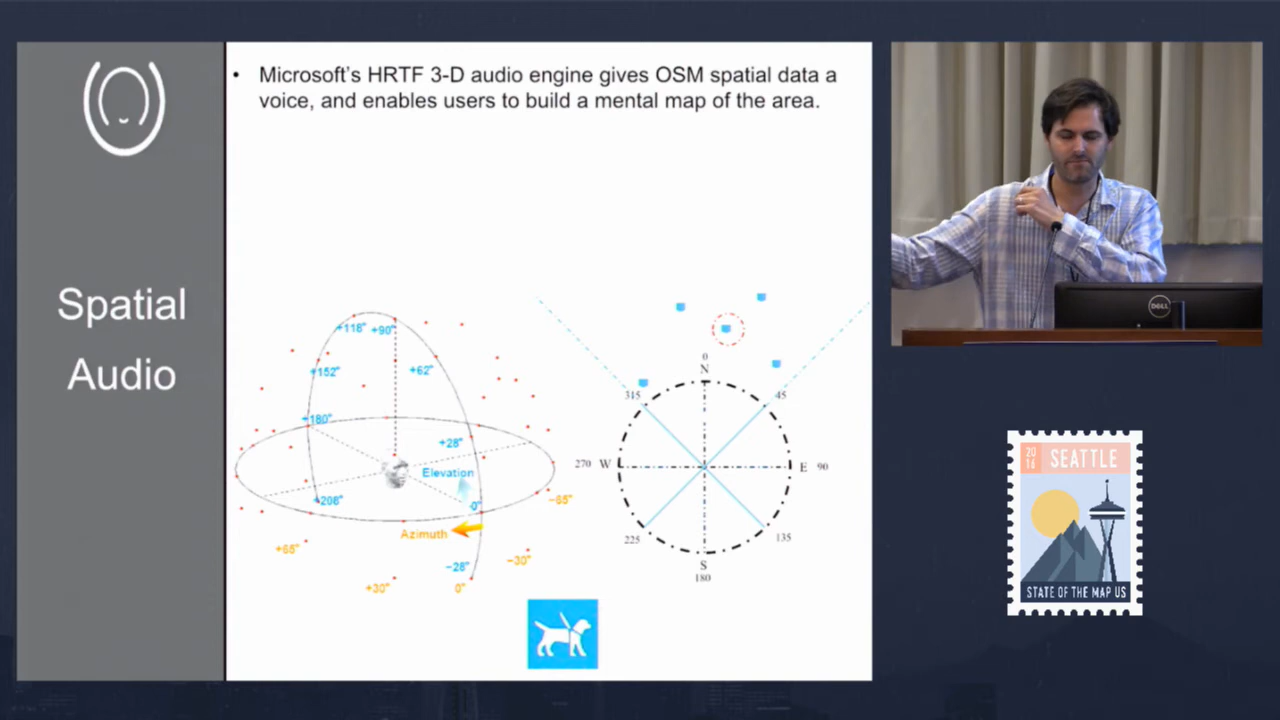 Spatial
Audio
• Microsoft's HRTF 3-D audio engine gives OSM spatial data a
voice, and enables users to build a mental map of the area.
+118° +90°
+152°
+62°
+180°
+28°
Elevation
+208°
0°
-65°
Azimuth
+65°
-30°
-28°
+30°
0°
0
N
315
45
270 W
E 90
225
135
S
180
DELL
20
16
SEATTLE
STATE OF THE MAP US